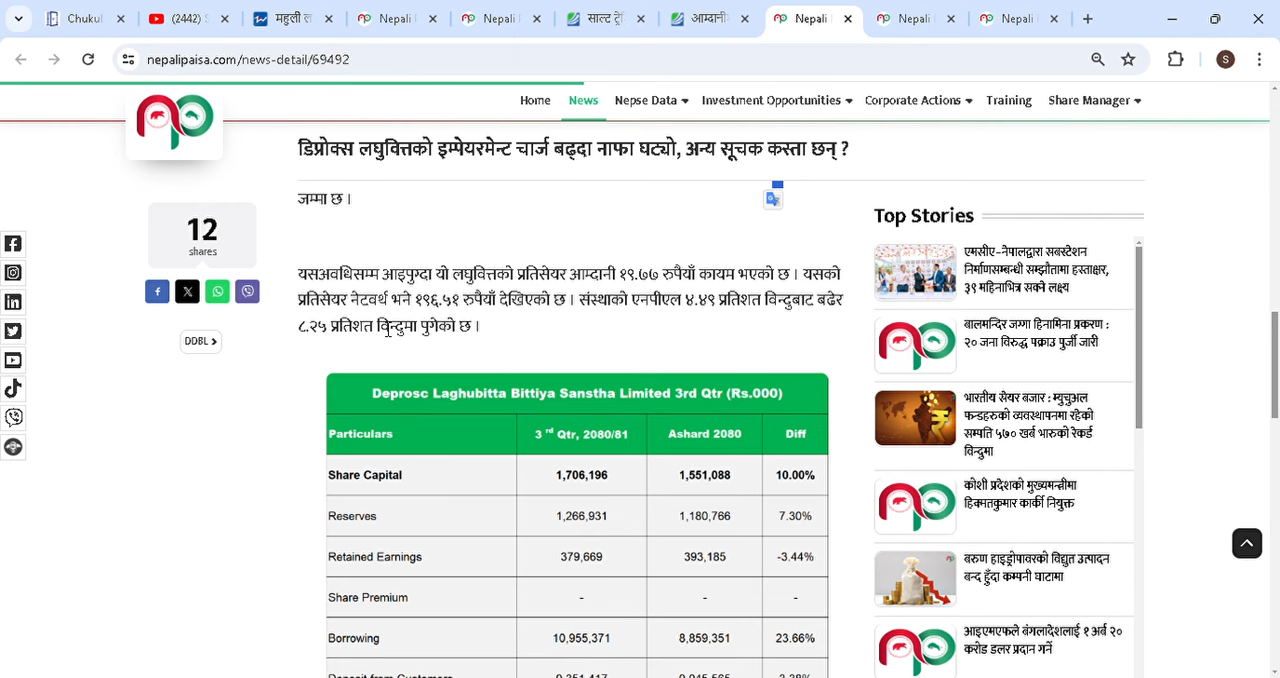 Chukul
(2442) S
महुली ल
Nepali
Nepali
साल्ट ट्रे
आम्दानी
Nepali
Nepali
Nepali
nepalipaisa.com/news-detail/69492
S
Home News Nepse Data Investment Opportunities Corporate Actions Training Share Manager
डिप्रोक्स लघुवित्तको इम्पेयरमेन्ट चार्ज बढ्दा नाफा घट्यो, अन्य सूचक कस्ता छन् ?
जम्मा छ ।
12
shares
DDBL
यसअवधिसम्म आइपुग्दा यो लघुवित्तको प्रतिसेयर आम्दानी १९.७७ रुपैयाँ कायम भएको छ । यसको
प्रतिसेयर नेटवर्थ भने १९६.५१ रुपैयाँ देखिएको छ । संस्थाको एनपीएल ४.४९ प्रतिशत विन्दुबाट बढेर
८.२५ प्रतिशत विन्दुमा पुगेको छ ।
Deprosc Laghubitta Bittiya Sanstha Limited 3rd Qtr (Rs.000)
Particulars 3 rd Qtr, 2080/81 Ashard 2080 Diff
Share Capital 1,706,196 1,551,088 10.00%
Reserves 1,266,931 1,180,766 7.30%
Retained Earnings 379,669 393,185 -3.44%
Share Premium - - -
Borrowing 10,955,371 8,859,351 23.66%
Top Stories
एमसीए-नेपालद्वारा सबस्टेशन
निर्माणसम्बन्धी सम्झौतामा हस्ताक्षर,
३९ महिनाभित्र सक्ने लक्ष्य
बालमन्दिर जग्गा हिनामिना प्रकरण :
२० जना विरुद्ध पक्राउ पुर्जी जारी
भारतीय सेयर बजार : म्युचुअल
फन्डहरुको व्यवस्थापनमा रहेको
सम्पति ५७० खर्ब भारुको रेकर्ड
विन्दुमा
कोशी प्रदेशको मुख्यमन्त्रीमा
हिक्मतकुमार कार्की नियुक्त
बरुण हाइड्रोपावरको विद्युत उत्पादन
बन्द हुँदा कम्पनी घाटामा
आइएमएफले बंगलादेशलाई १ अर्ब २०
करोड डलर प्रदान गर्ने